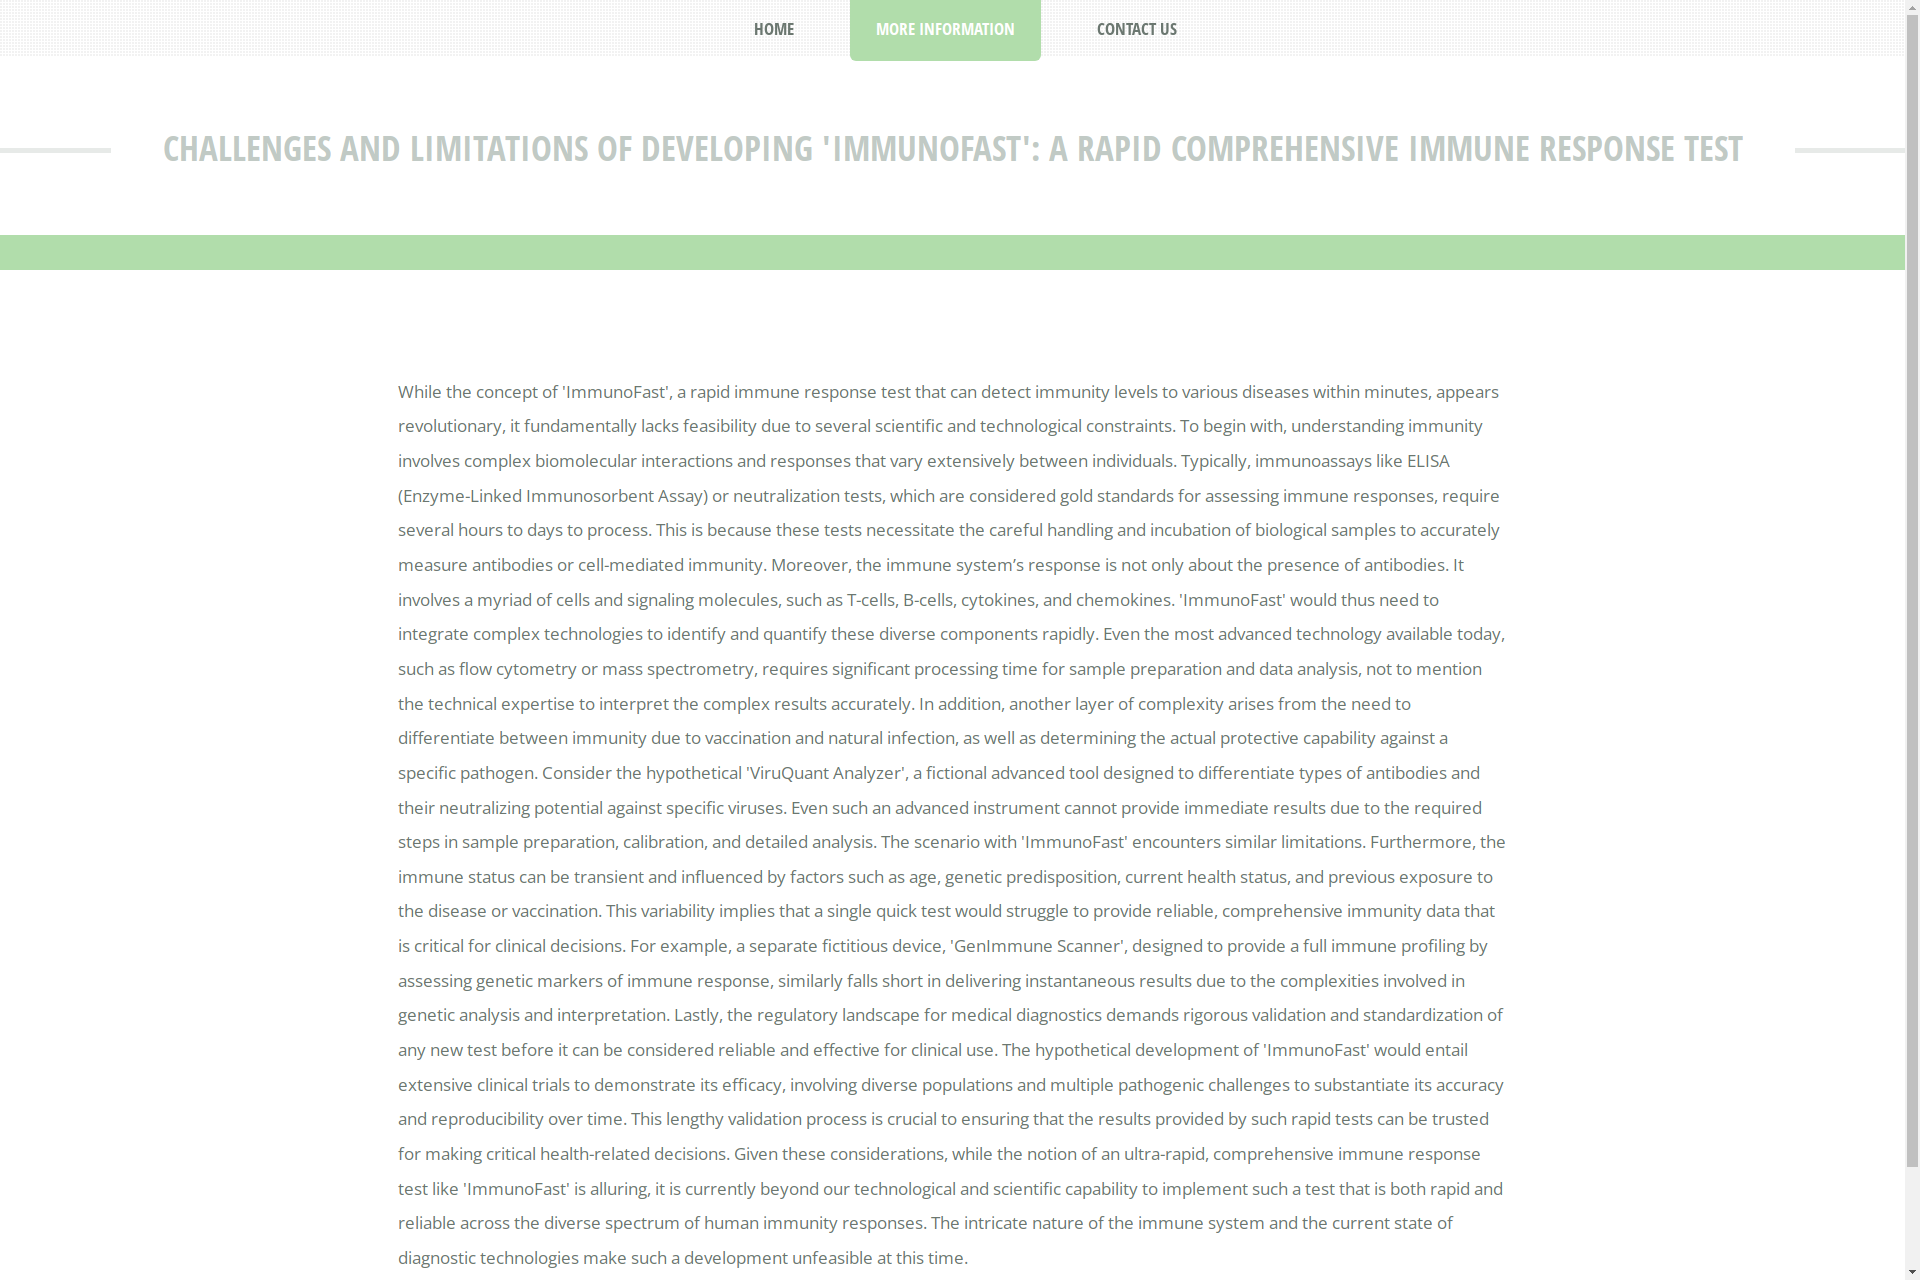 HOME
MORE INFORMATION
CONTACT US
CHALLENGES AND LIMITATIONS OF DEVELOPING 'IMMUNOFAST': A RAPID COMPREHENSIVE IMMUNE RESPONSE TEST
While the concept of 'ImmunoFast', a rapid immune response test that can detect immunity levels to various diseases within minutes, appears
revolutionary, it fundamentally lacks feasibility due to several scientific and technological constraints. To begin with, understanding immunity
involves complex biomolecular interactions and responses that vary extensively between individuals. Typically, immunoassays like ELISA
(Enzyme-Linked Immunosorbent Assay) or neutralization tests, which are considered gold standards for assessing immune responses, require
several hours to days to process. This is because these tests necessitate the careful handling and incubation of biological samples to accurately
measure antibodies or cell-mediated immunity. Moreover, the immune system’s response is not only about the presence of antibodies. It
involves a myriad of cells and signaling molecules, such as T-cells, B-cells, cytokines, and chemokines. 'ImmunoFast' would thus need to
integrate complex technologies to identify and quantify these diverse components rapidly. Even the most advanced technology available today,
such as flow cytometry or mass spectrometry, requires significant processing time for sample preparation and data analysis, not to mention
the technical expertise to interpret the complex results accurately. In addition, another layer of complexity arises from the need to
differentiate between immunity due to vaccination and natural infection, as well as determining the actual protective capability against a
specific pathogen. Consider the hypothetical 'ViruQuant Analyzer', a fictional advanced tool designed to differentiate types of antibodies and
their neutralizing potential against specific viruses. Even such an advanced instrument cannot provide immediate results due to the required
steps in sample preparation, calibration, and detailed analysis. The scenario with 'ImmunoFast' encounters similar limitations. Furthermore, the
immune status can be transient and influenced by factors such as age, genetic predisposition, current health status, and previous exposure to
the disease or vaccination. This variability implies that a single quick test would struggle to provide reliable, comprehensive immunity data that
is critical for clinical decisions. For example, a separate fictitious device, 'GenImmune Scanner', designed to provide a full immune profiling by
assessing genetic markers of immune response, similarly falls short in delivering instantaneous results due to the complexities involved in
genetic analysis and interpretation. Lastly, the regulatory landscape for medical diagnostics demands rigorous validation and standardization of
any new test before it can be considered reliable and effective for clinical use. The hypothetical development of 'ImmunoFast' would entail
extensive clinical trials to demonstrate its efficacy, involving diverse populations and multiple pathogenic challenges to substantiate its accuracy
and reproducibility over time. This lengthy validation process is crucial to ensuring that the results provided by such rapid tests can be trusted
for making critical health-related decisions. Given these considerations, while the notion of an ultra-rapid, comprehensive immune response
test like 'ImmunoFast' is alluring, it is currently beyond our technological and scientific capability to implement such a test that is both rapid and
reliable across the diverse spectrum of human immunity responses. The intricate nature of the immune system and the current state of
diagnostic technologies make such a development unfeasible at this time.